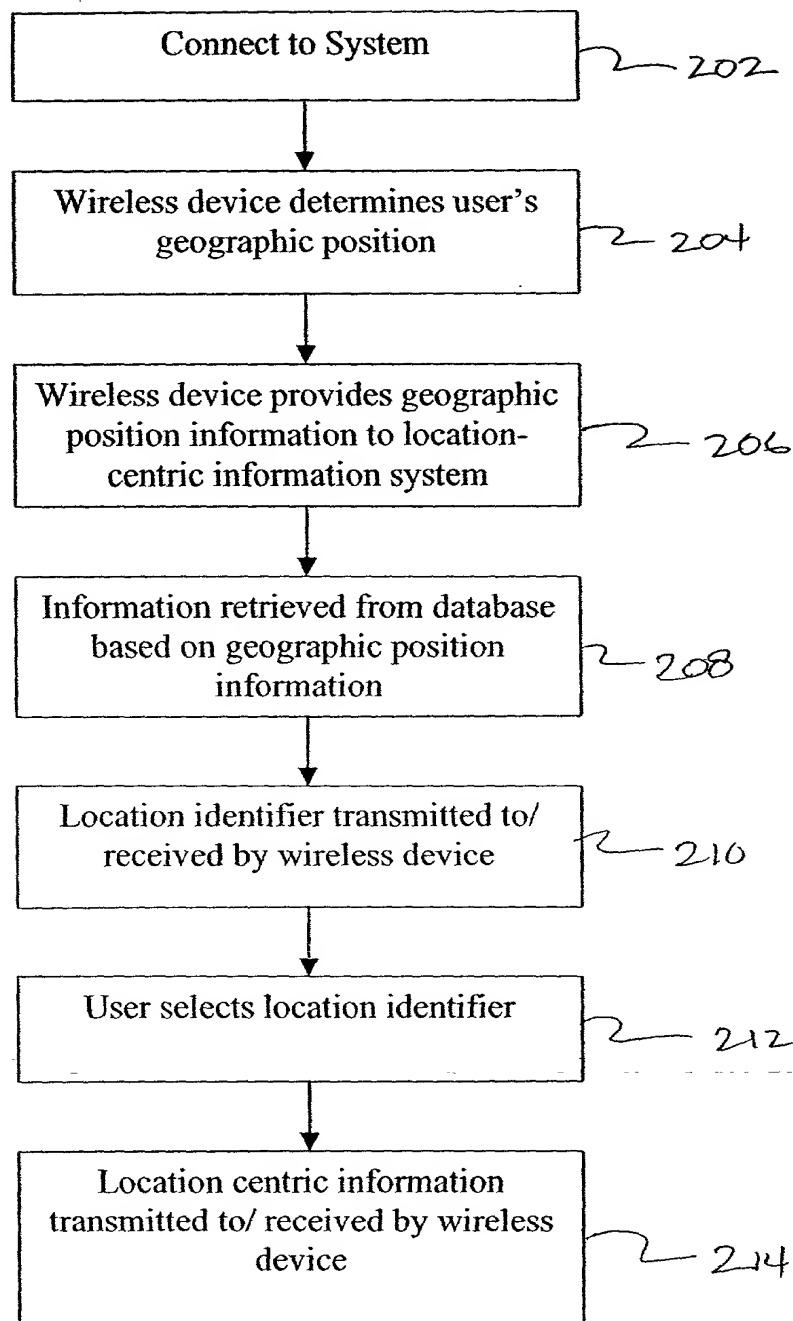 Connect to System
202
Wireless device determines user's
geographic position
204
Wireless device provides geographic
position information to location-
centric information system
206
Information retrieved from database
based on geographic position
information
208
Location identifier transmitted to/
received by wireless device
210
User selects location identifier
212
Location centric information
transmitted to/ received by wireless
device
214